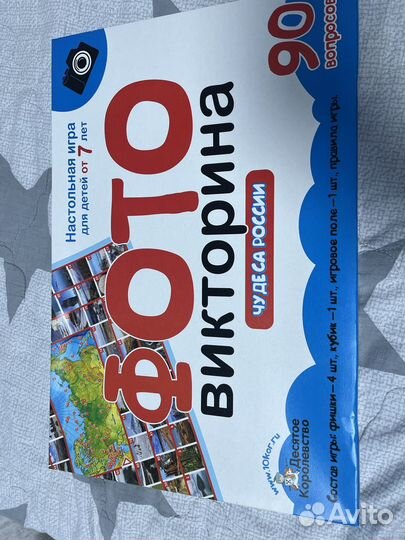 Настольная игра
для детей от 7 лет
ФОТО
викторина
ЧУДЕСА РОССИИ
90
вопросов
www.10kor.ru
Десятое
Королевство
Состав игры: фишки – 4 шт., кубик – 1 шт., игровое поле – 1 шт., правила игры.
Avito